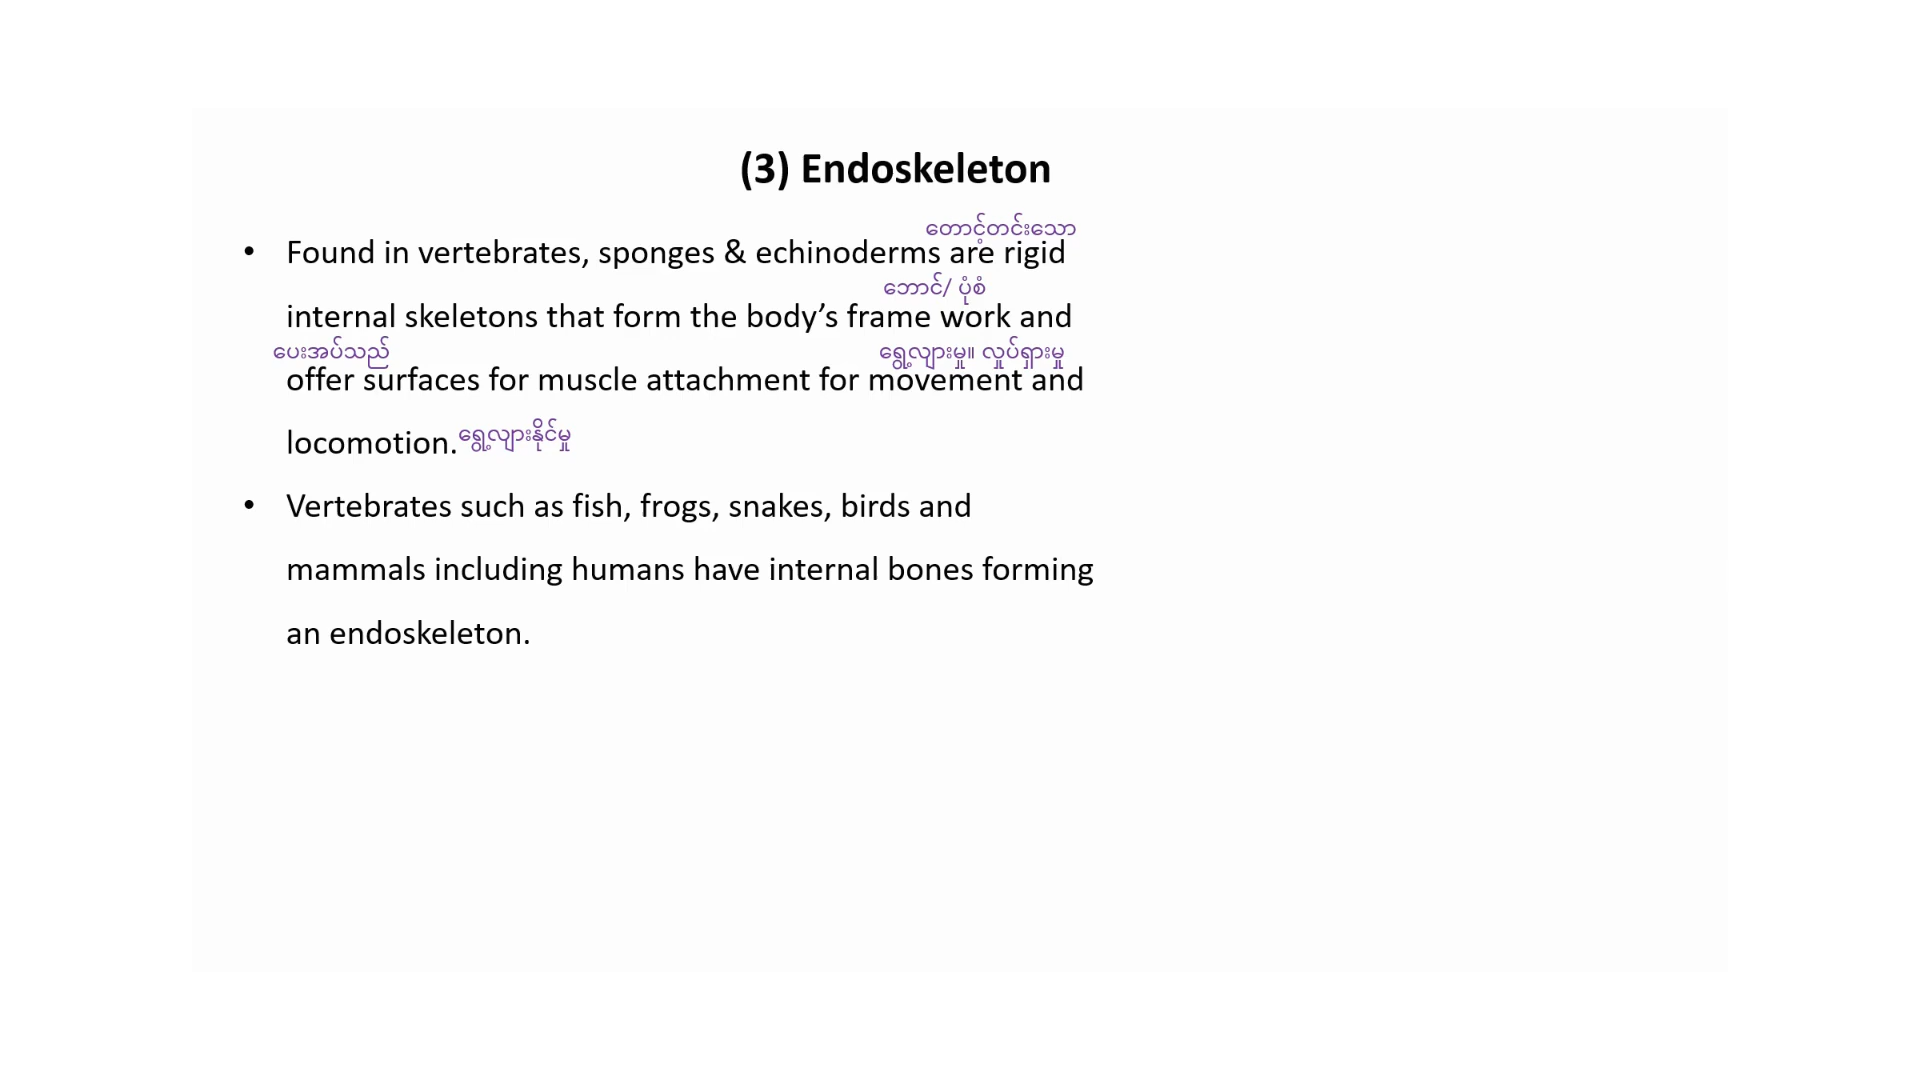 (3) Endoskeleton
တောင့်တင်းသော
• Found in vertebrates, sponges & echinoderms are rigid
ဘောင်/ ပုံစံ
internal skeletons that form the body’s frame work and
ပေးအပ်သည် ရွေ့လျားမှု။ လှုပ်ရှားမှု
offer surfaces for muscle attachment for movement and
locomotion. ရွေ့လျားနိုင်မှု
• Vertebrates such as fish, frogs, snakes, birds and
mammals including humans have internal bones forming
an endoskeleton.